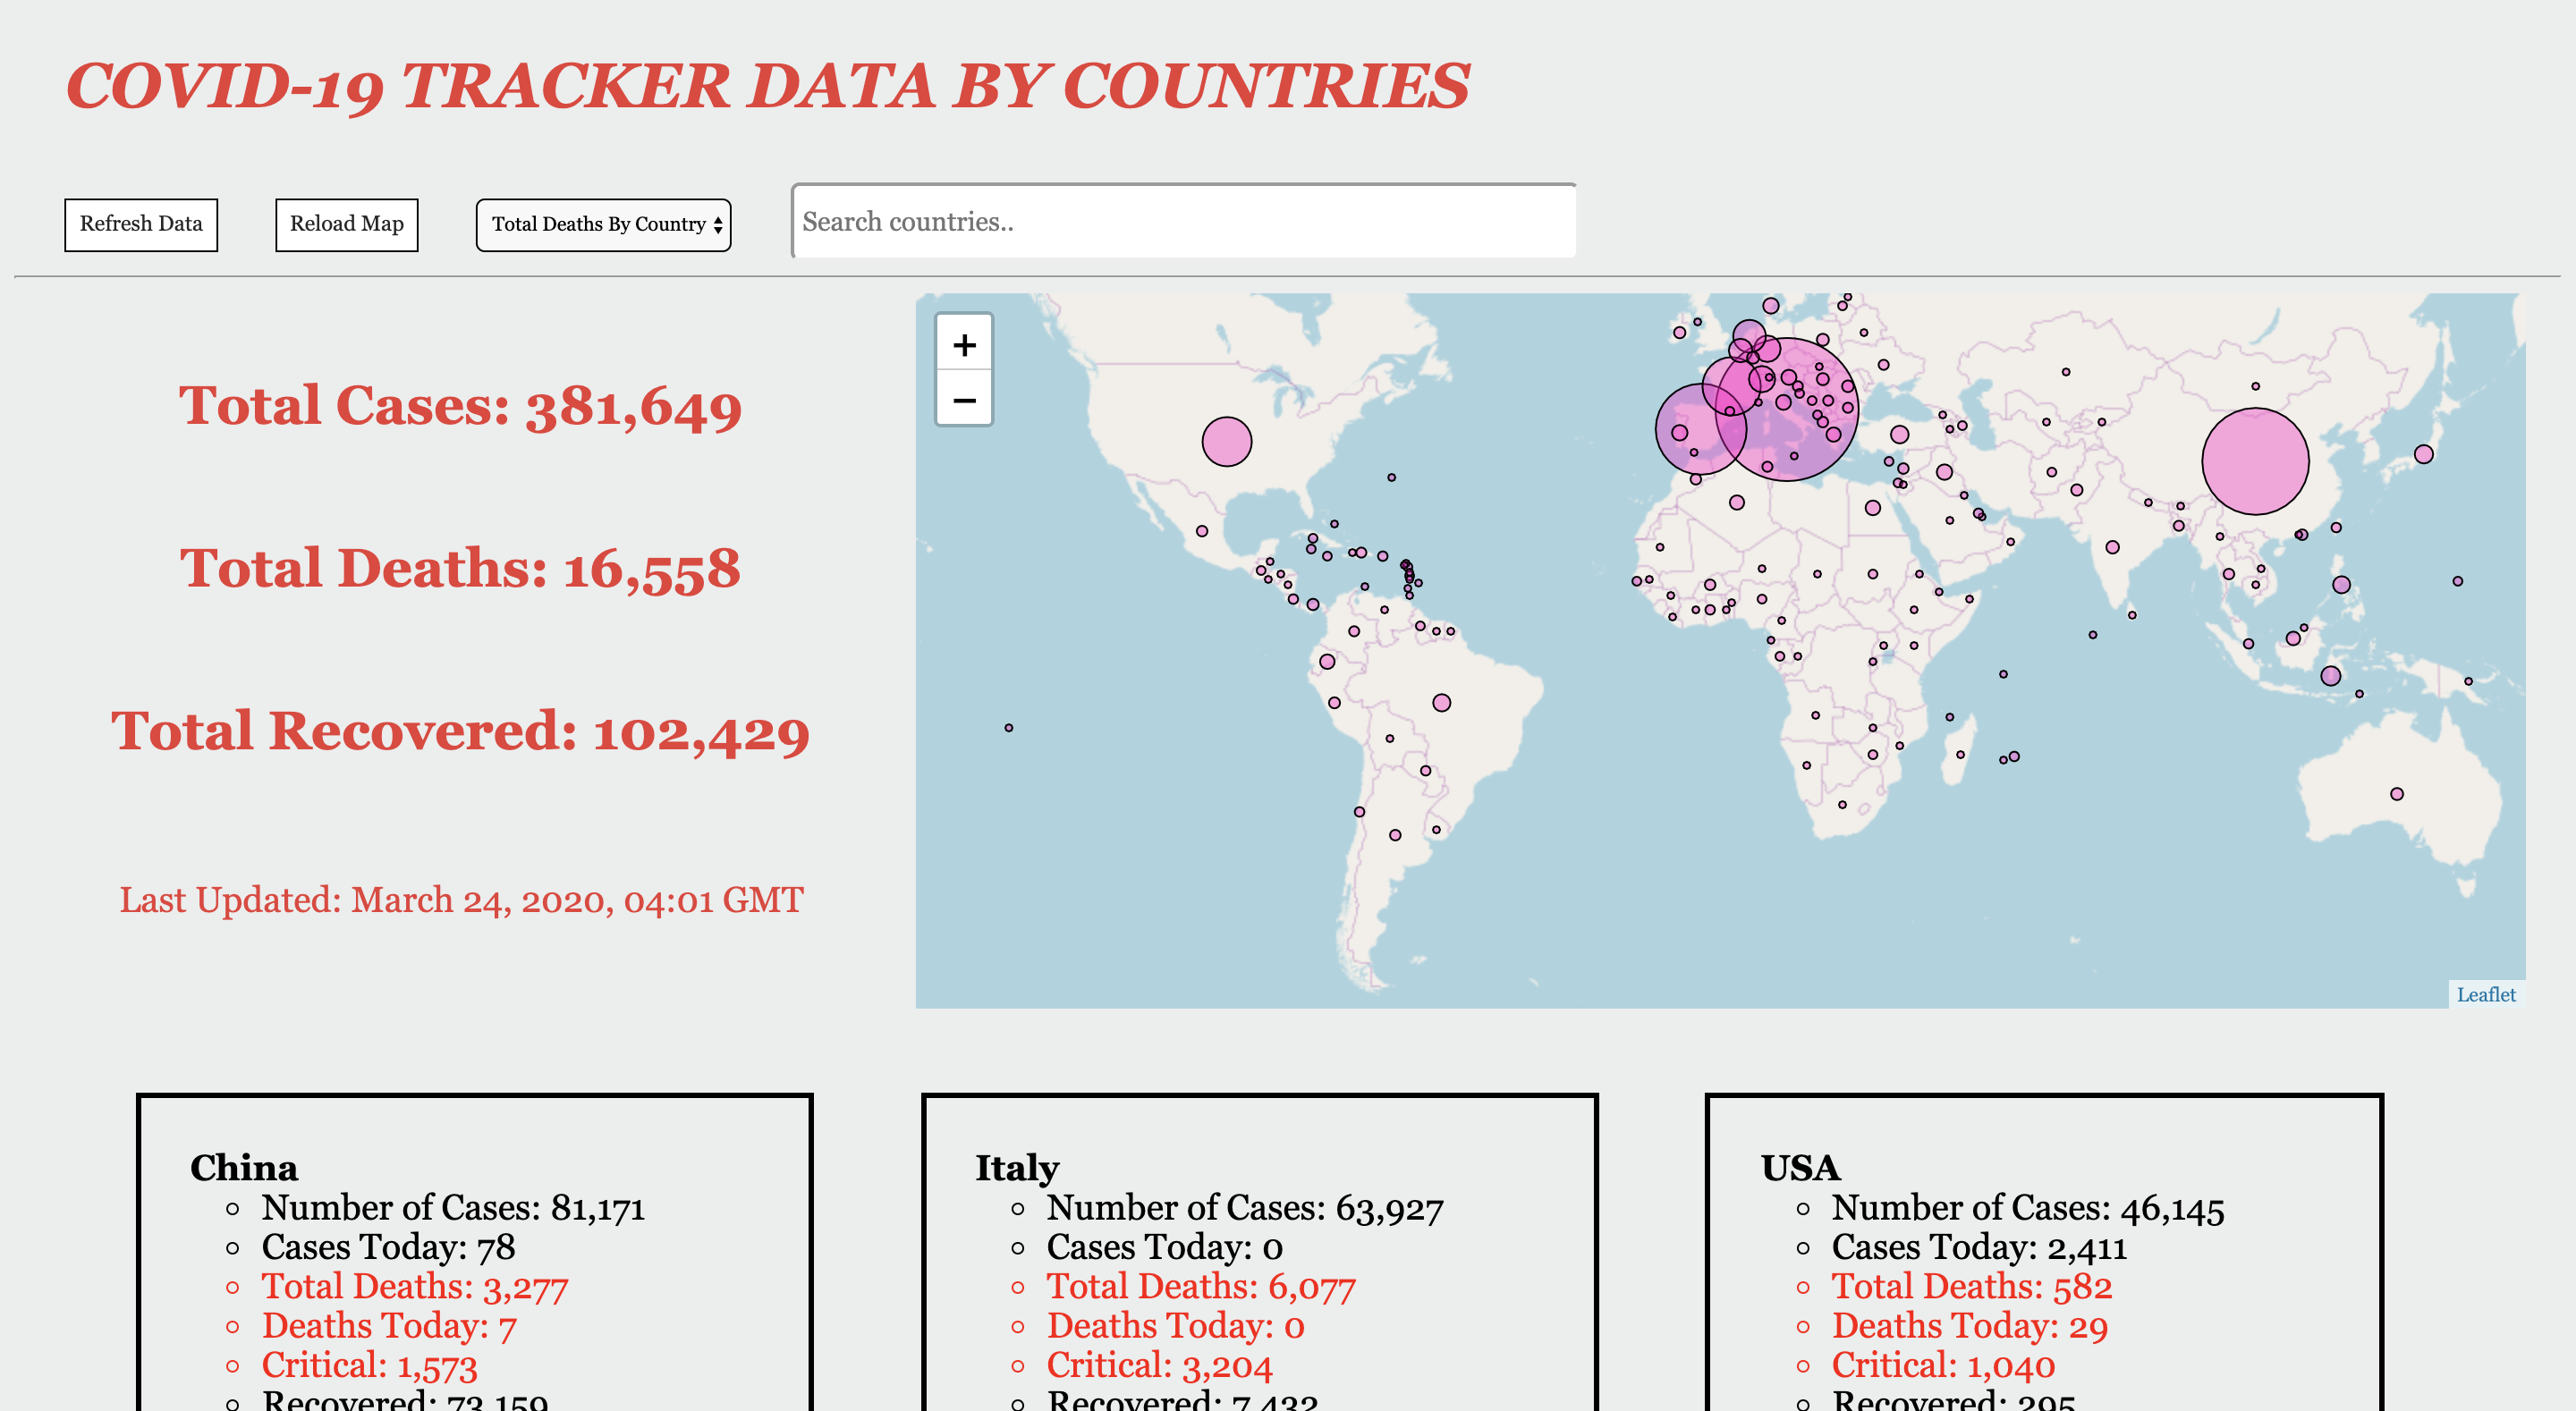 COVID-19 TRACKER DATA BY COUNTRIES
Refresh Data
Reload Map
Total Deaths By Country
Search countries..
Total Cases: 381,649
Total Deaths: 16,558
Total Recovered: 102,429
Last Updated: March 24, 2020, 04:01 GMT
+
−
Leaflet
China
Number of Cases: 81,171
Cases Today: 78
Total Deaths: 3,277
Deaths Today: 7
Critical: 1,573
Recovered: 73,159
Italy
Number of Cases: 63,927
Cases Today: 0
Total Deaths: 6,077
Deaths Today: 0
Critical: 3,204
Recovered: 7,432
USA
Number of Cases: 46,145
Cases Today: 2,411
Total Deaths: 582
Deaths Today: 29
Critical: 1,040
Recovered: 295